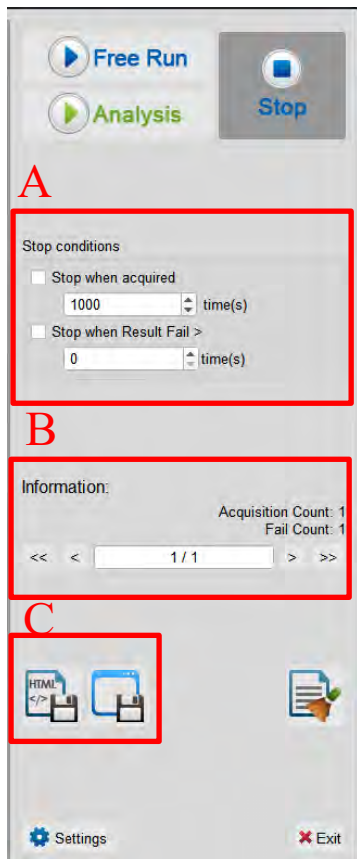 Free Run
Analysis
Stop
A
Stop conditions
Stop when acquired
1000 time(s)
Stop when Result Fail >
0 time(s)
B
Information:
Acquisition Count: 1
Fail Count: 1
<< < 1 / 1 > >>
C
HTML
</>
Settings
Exit